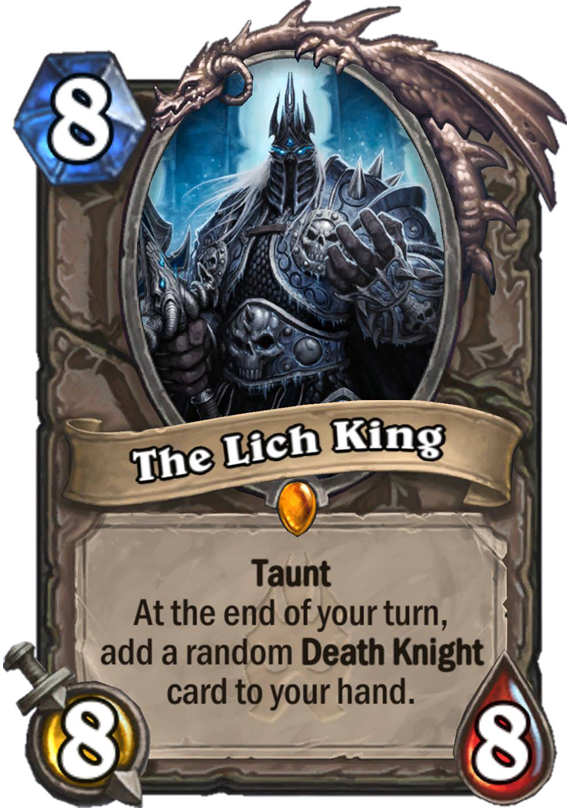 8
The Lich King
Taunt
At the end of your turn,
add a random Death Knight
card to your hand.
8
8